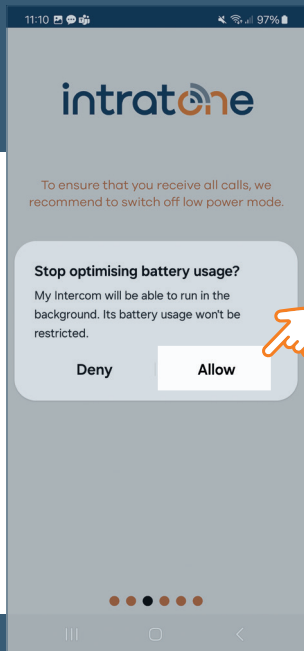 11:10
97%
intratone
To ensure that you receive all calls, we
recommend to switch off low power mode.
Stop optimising battery usage?
My Intercom will be able to run in the
background. Its battery usage won't be
restricted.
Deny
Allow